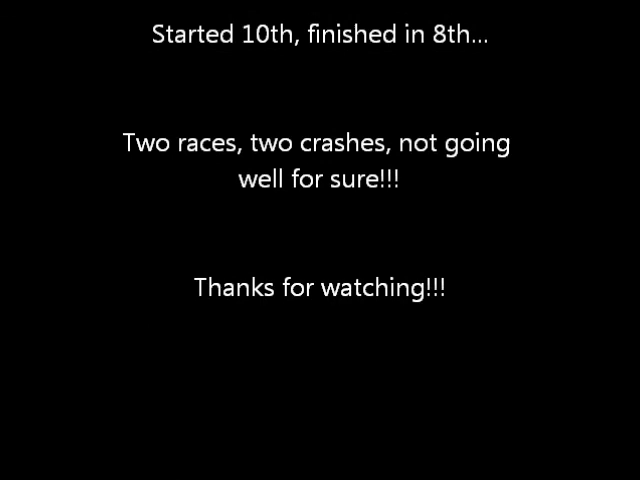 Started 10th, finished in 8th...
Two races, two crashes, not going
well for sure!!!
Thanks for watching!!!